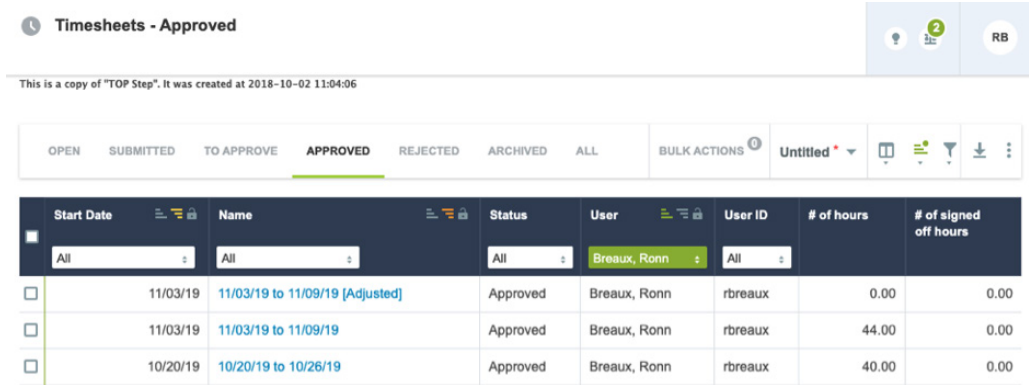 Timesheets - Approved
2
RB
This is a copy of "TOP Step". It was created at 2018-10-02 11:04:06
OPEN SUBMITTED TO APPROVE APPROVED REJECTED ARCHIVED ALL BULK ACTIONS 0 Untitled *
Start Date Name Status User User ID # of hours # of signed off hours
All All All Breaux, Ronn All
11/03/19 11/03/19 to 11/09/19 [Adjusted] Approved Breaux, Ronn rbreaux 0.00 0.00
11/03/19 11/03/19 to 11/09/19 Approved Breaux, Ronn rbreaux 44.00 0.00
10/20/19 10/20/19 to 10/26/19 Approved Breaux, Ronn rbreaux 40.00 0.00